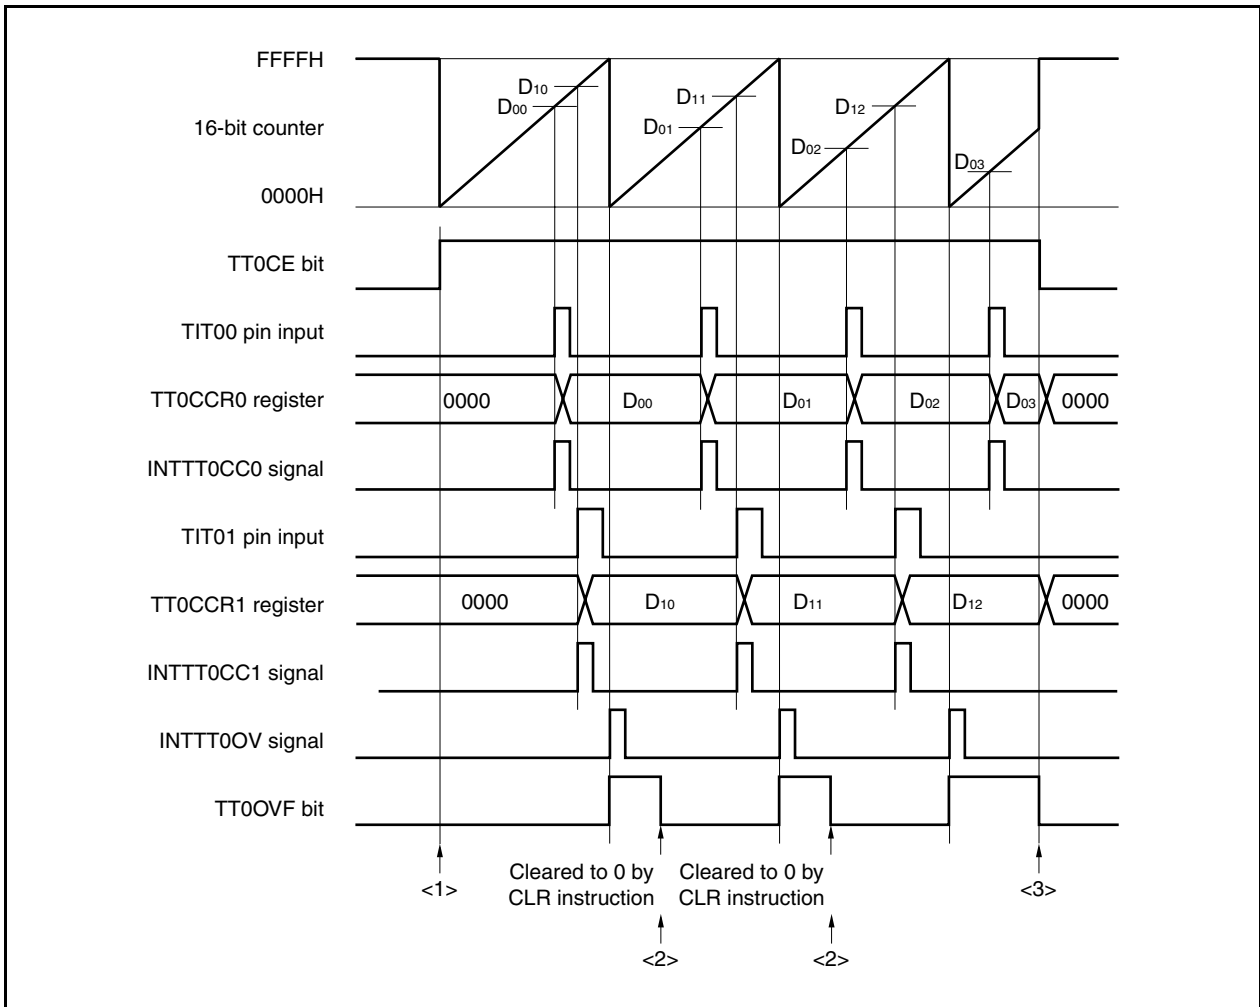 FFFFH
D10
D00
D11
D01
D12
D02
D03
16-bit counter
0000H
TT0CE bit
TIT00 pin input
TT0CCR0 register
0000
D00
D01
D02
D03
0000
INTTT0CC0 signal
TIT01 pin input
TT0CCR1 register
0000
D10
D11
D12
0000
INTTT0CC1 signal
INTTT0OV signal
TT0OVF bit
<1>
Cleared to 0 by
CLR instruction
Cleared to 0 by
CLR instruction
<3>
<2>
<2>